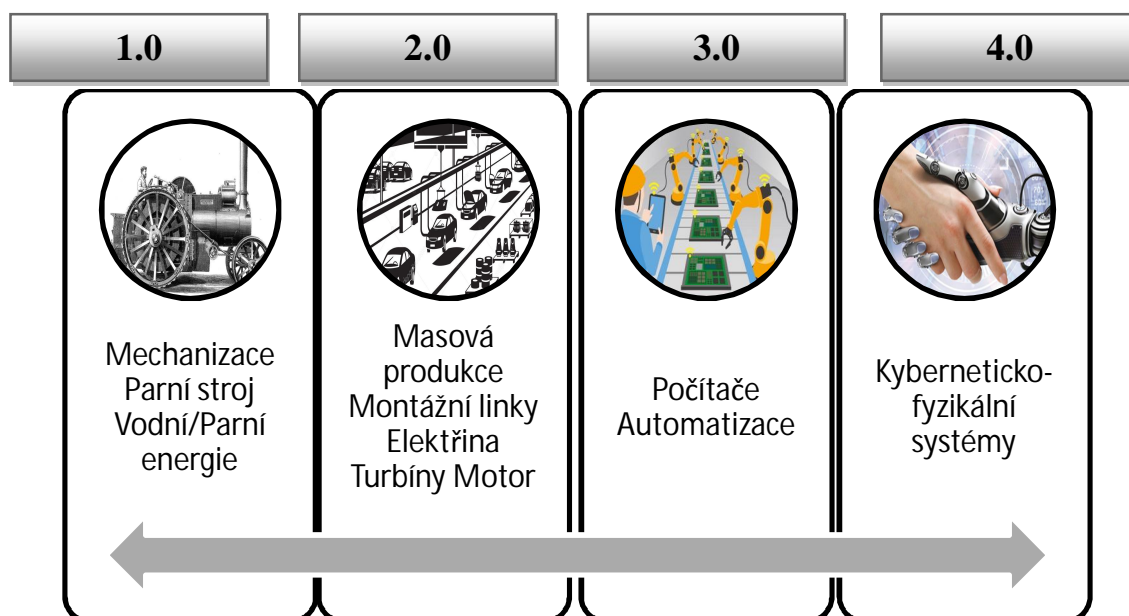 1.0
2.0
3.0
4.0
Mechanizace
Parní stroj
Vodní/Parní
energie
Masová
produkce
Montážní linky
Elektřina
Turbíny Motor
Počítače
Automatizace
Kyberneticko-
fyzikální
systémy